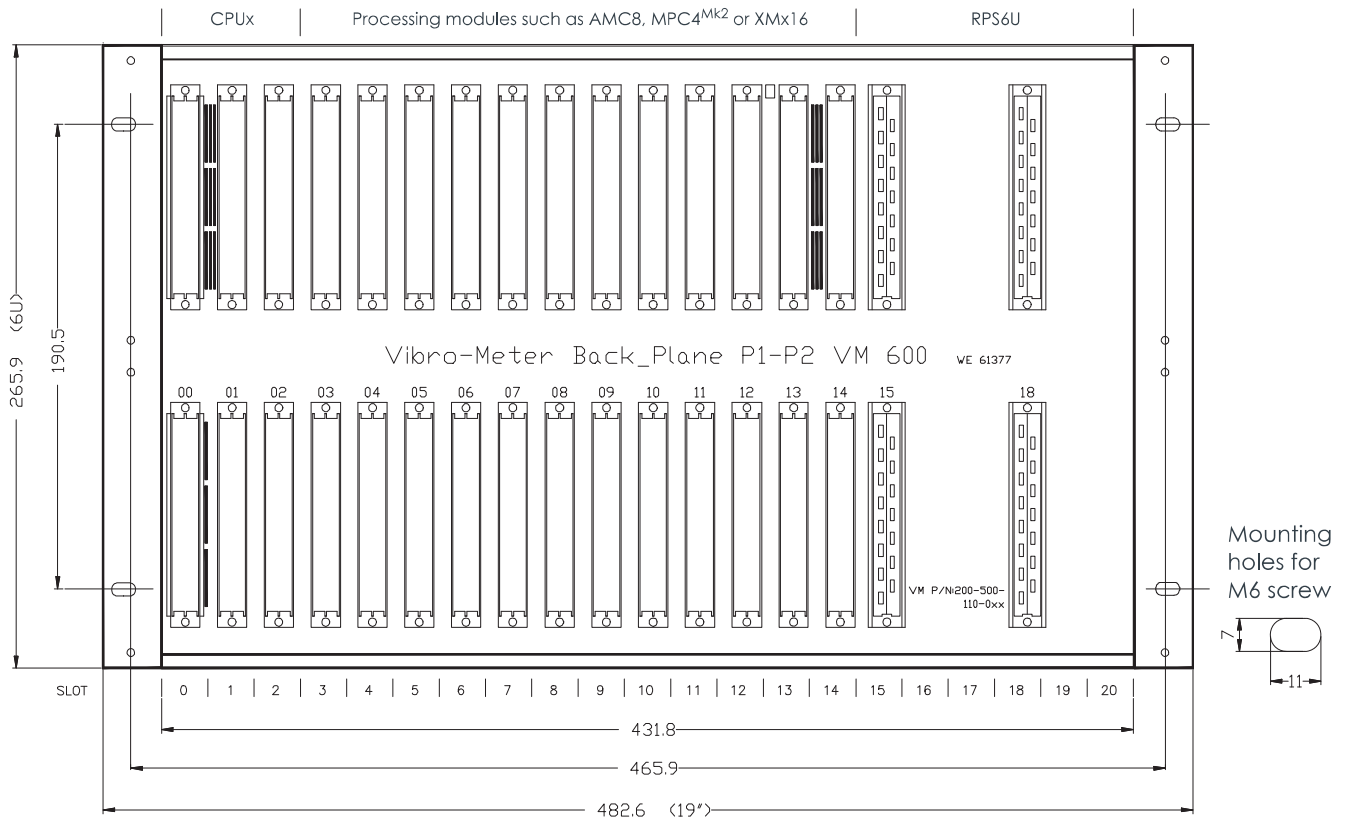 CPUx
Processing modules such as AMC8, MPC4Mk2 or XMx16
RPS6U
265.9 (6U)
190.5
Vibro-Meter Back_Plane P1-P2 VM 600
WE 61377
00 01 02 03 04 05 06 07 08 09 10 11 12 13 14 15 18
VM P/N:200-500-
110-0xx
Mounting
holes for
M6 screw
7
11
SLOT 0 1 2 3 4 5 6 7 8 9 10 11 12 13 14 15 16 17 18 19 20
431.8
465.9
482.6 (19")